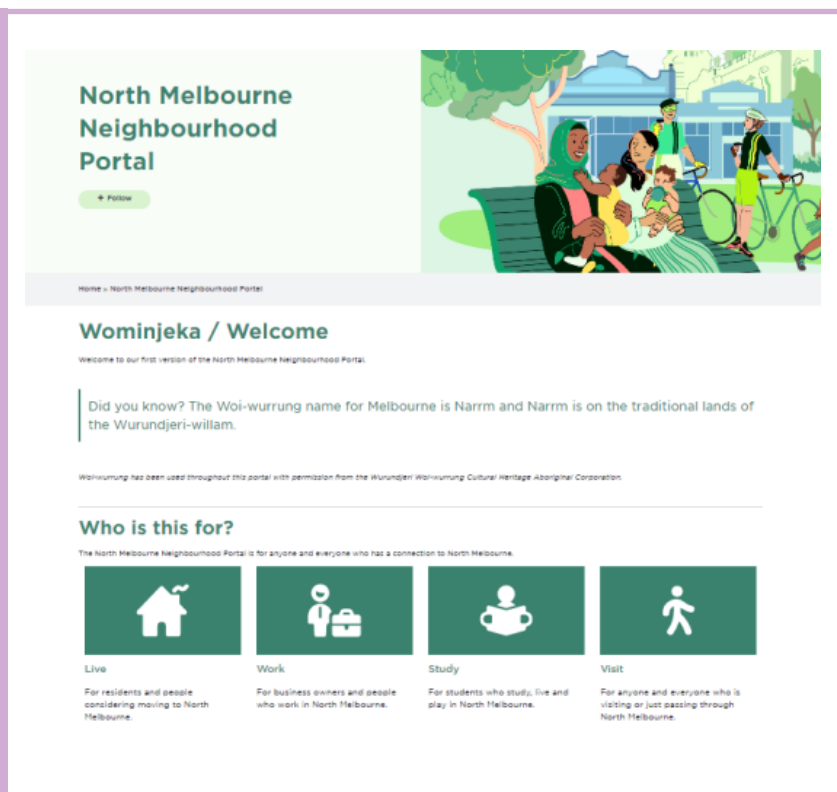 North Melbourne
Neighbourhood
Portal
+ Follow
Home » North Melbourne Neighbourhood Portal
Wominjeka / Welcome
Welcome to our first version of the North Melbourne Neighbourhood Portal.
Did you know? The Woi-wurrung name for Melbourne is Narrm and Narrm is on the traditional lands of
the Wurundjeri-willam.
Woi-wurrung has been used throughout this portal with permission from the Wurundjeri Woi-wurrung Cultural Heritage Aboriginal Corporation.
Who is this for?
The North Melbourne Neighbourhood Portal is for anyone and everyone who has a connection to North Melbourne.
Live
For residents and people
considering moving to North
Melbourne.
Work
For business owners and people
who work in North Melbourne.
Study
For students who study, live and
play in North Melbourne.
Visit
For anyone and everyone who is
visiting or just passing through
North Melbourne.